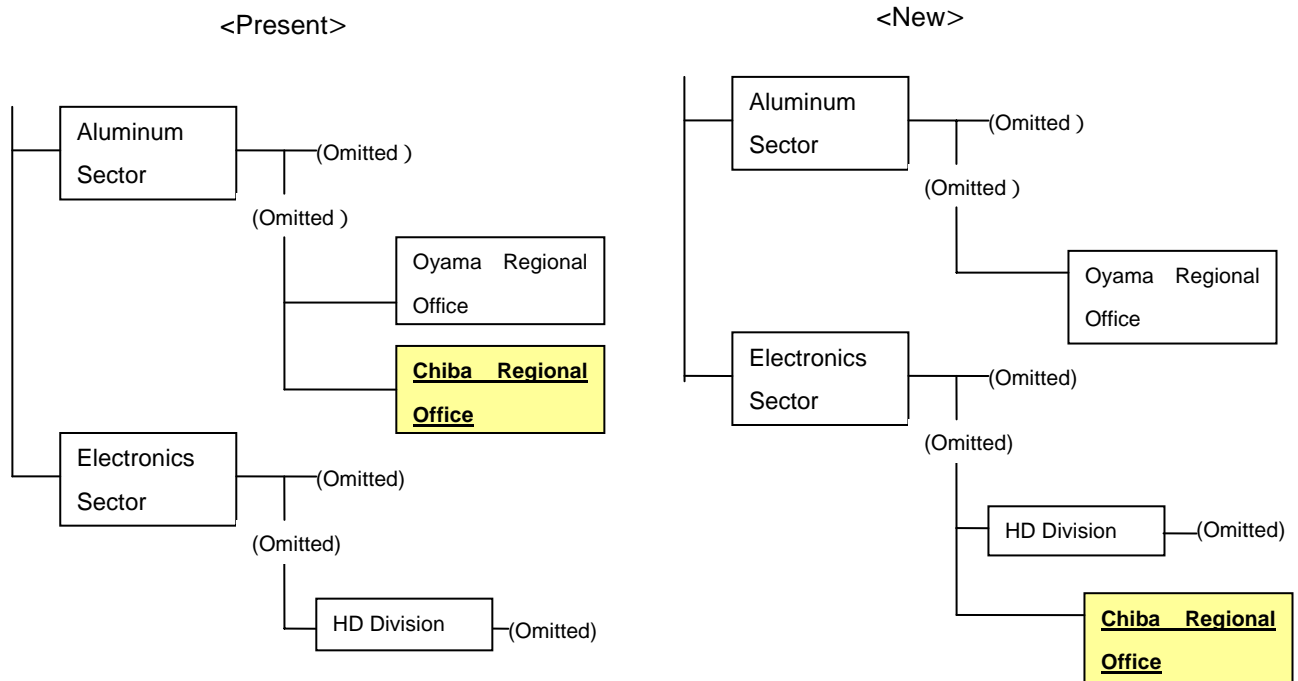 <Present>
Aluminum
Sector
(Omitted )
(Omitted )
Oyama Regional
Office
Chiba Regional
Office
Electronics
Sector
(Omitted)
(Omitted)
HD Division
(Omitted)
<New>
Aluminum
Sector
(Omitted )
(Omitted )
Oyama Regional
Office
Electronics
Sector
(Omitted)
(Omitted)
HD Division
(Omitted)
Chiba Regional
Office